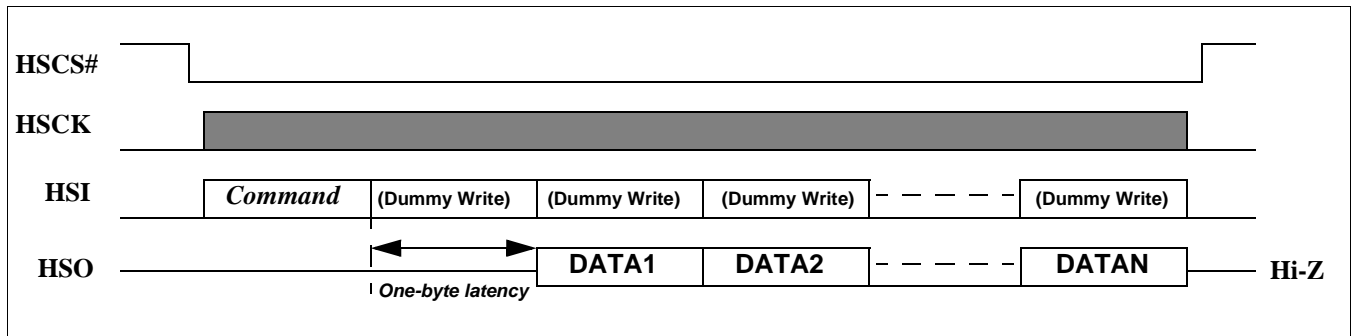 HSCS#
HSCK
HSI Command (Dummy Write) (Dummy Write) (Dummy Write) (Dummy Write)
HSO DATA1 DATA2 DATAN Hi-Z
One-byte latency